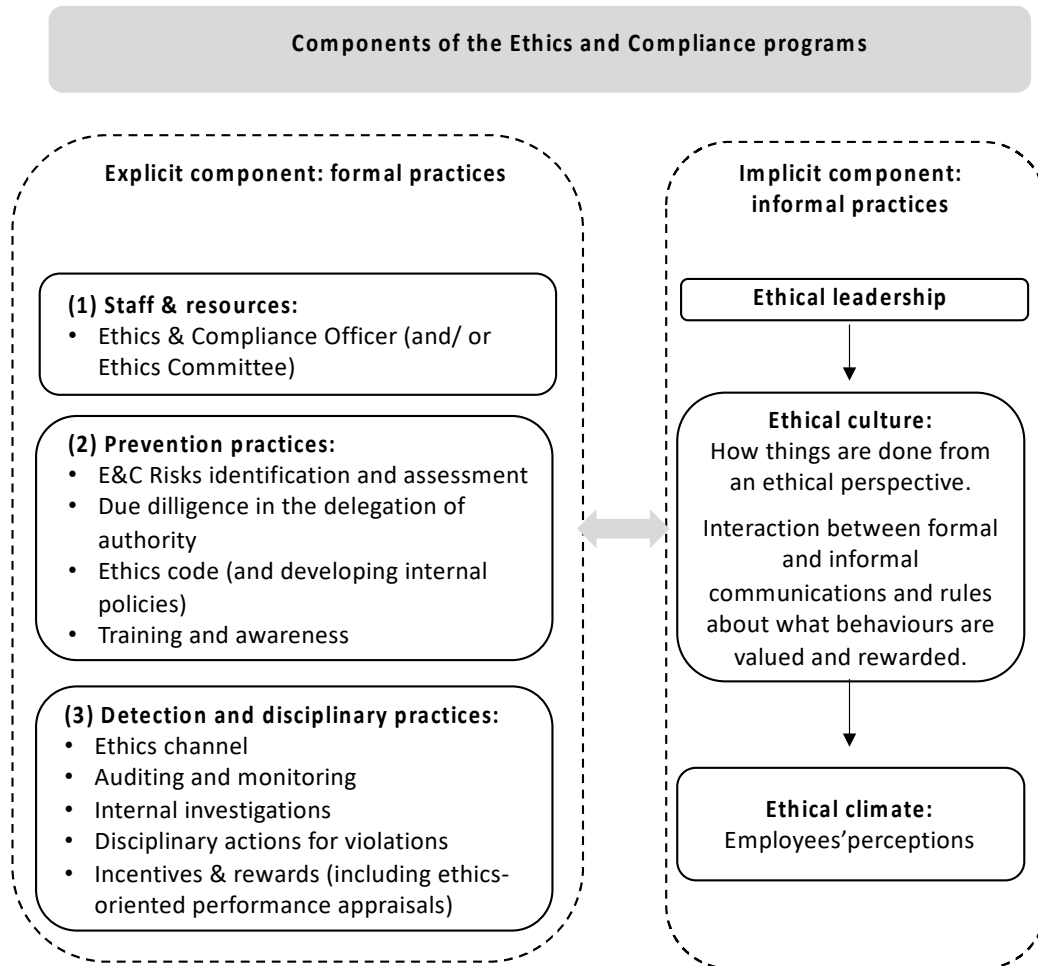 Components of the Ethics and Compliance programs
Explicit component: formal practices
(1) Staff & resources:
• Ethics & Compliance Officer (and/ or
Ethics Committee)
(2) Prevention practices:
• E&C Risks identification and assessment
• Due dilligence in the delegation of
authority
• Ethics code (and developing internal
policies)
• Training and awareness
(3) Detection and disciplinary practices:
• Ethics channel
• Auditing and monitoring
• Internal investigations
• Disciplinary actions for violations
• Incentives & rewards (including ethics-
oriented performance appraisals)
Implicit component:
informal practices
Ethical leadership
Ethical culture:
How things are done from
an ethical perspective.
Interaction between formal
and informal
communications and rules
about what behaviours are
valued and rewarded.
Ethical climate:
Employees’perceptions